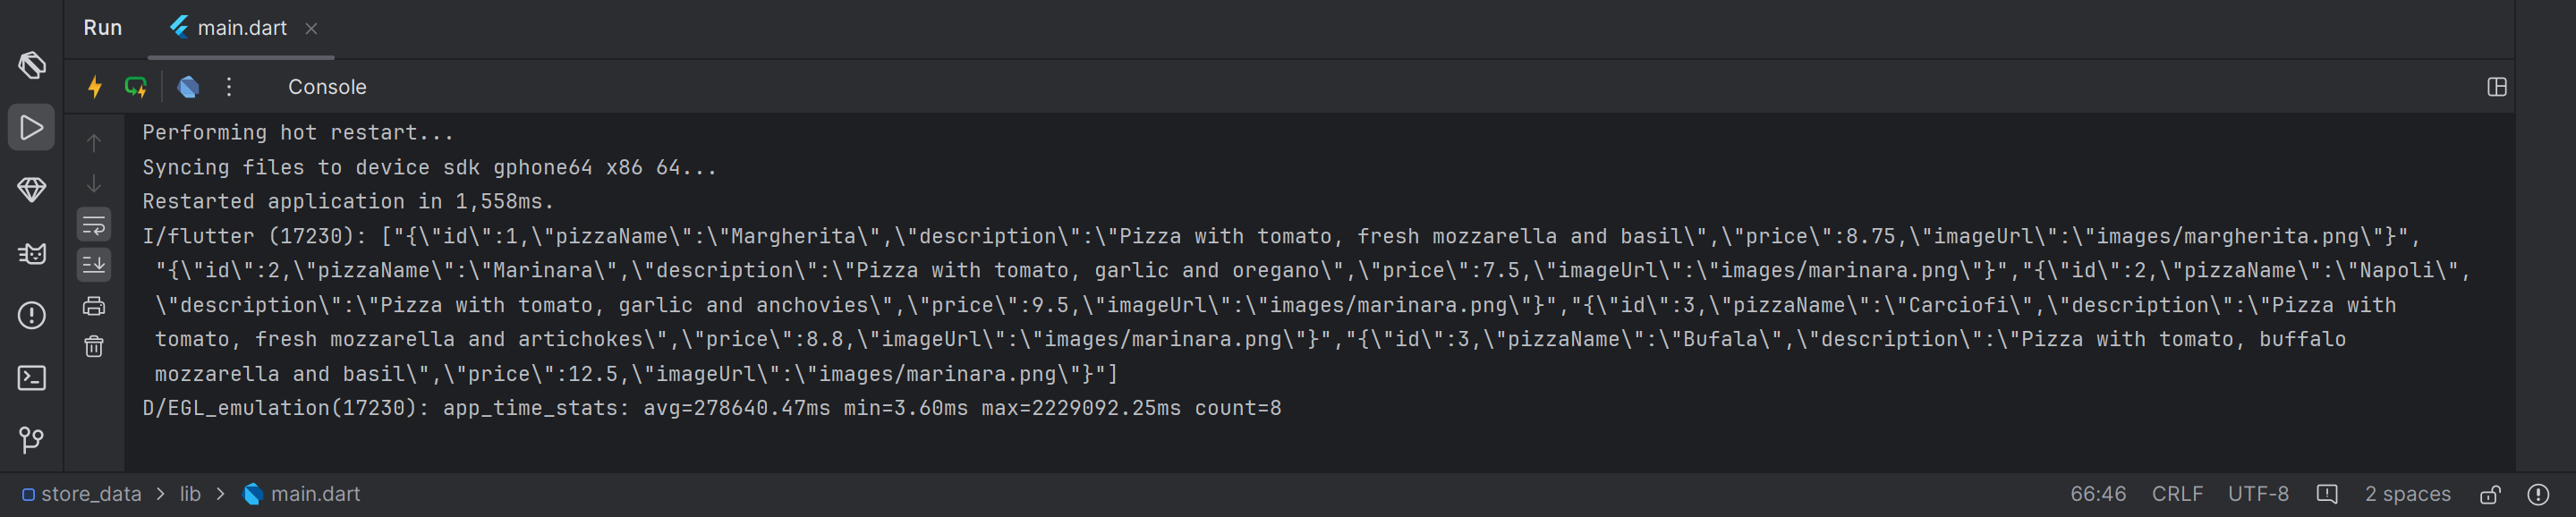 Run
main.dart
Console
Performing hot restart...
Syncing files to device sdk gphone64 x86 64...
Restarted application in 1,558ms.
I/flutter (17230): ["{\"id\":1,\"pizzaName\":\"Margherita\",\"description\":\"Pizza with tomato, fresh mozzarella and basil\",\"price\":8.75,\"imageUrl\":\"images/margherita.png\"}",
"{\"id\":2,\"pizzaName\":\"Marinara\",\"description\":\"Pizza with tomato, garlic and oregano\",\"price\":7.5,\"imageUrl\":\"images/marinara.png\"}","{\"id\":2,\"pizzaName\":\"Napoli\",
\"description\":\"Pizza with tomato, garlic and anchovies\",\"price\":9.5,\"imageUrl\":\"images/marinara.png\"}","{\"id\":3,\"pizzaName\":\"Carciofi\",\"description\":\"Pizza with
tomato, fresh mozzarella and artichokes\",\"price\":8.8,\"imageUrl\":\"images/marinara.png\"}","{\"id\":3,\"pizzaName\":\"Bufala\",\"description\":\"Pizza with tomato, buffalo
mozzarella and basil\",\"price\":12.5,\"imageUrl\":\"images/marinara.png\"}"]
D/EGL_emulation(17230): app_time_stats: avg=278640.47ms min=3.60ms max=2229092.25ms count=8
store_data > lib > main.dart 66:46 CRLF UTF-8 2 spaces